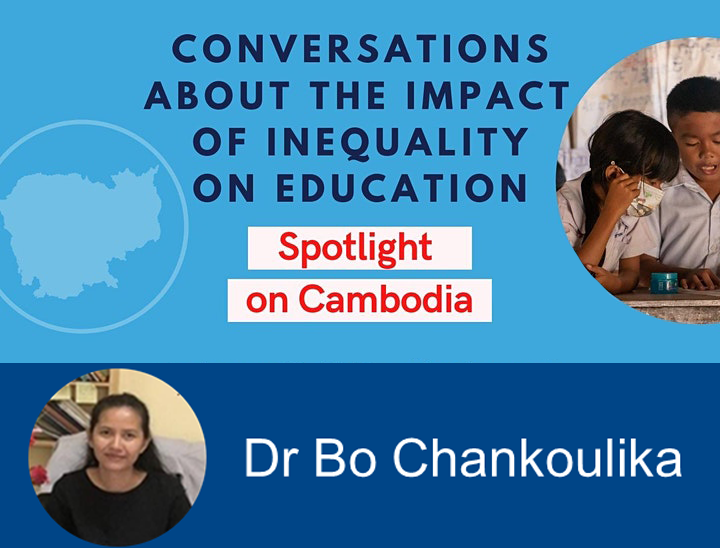 CONVERSATIONS
ABOUT THE IMPACT
OF INEQUALITY
ON EDUCATION
Spotlight
on Cambodia
Dr Bo Chankoulika